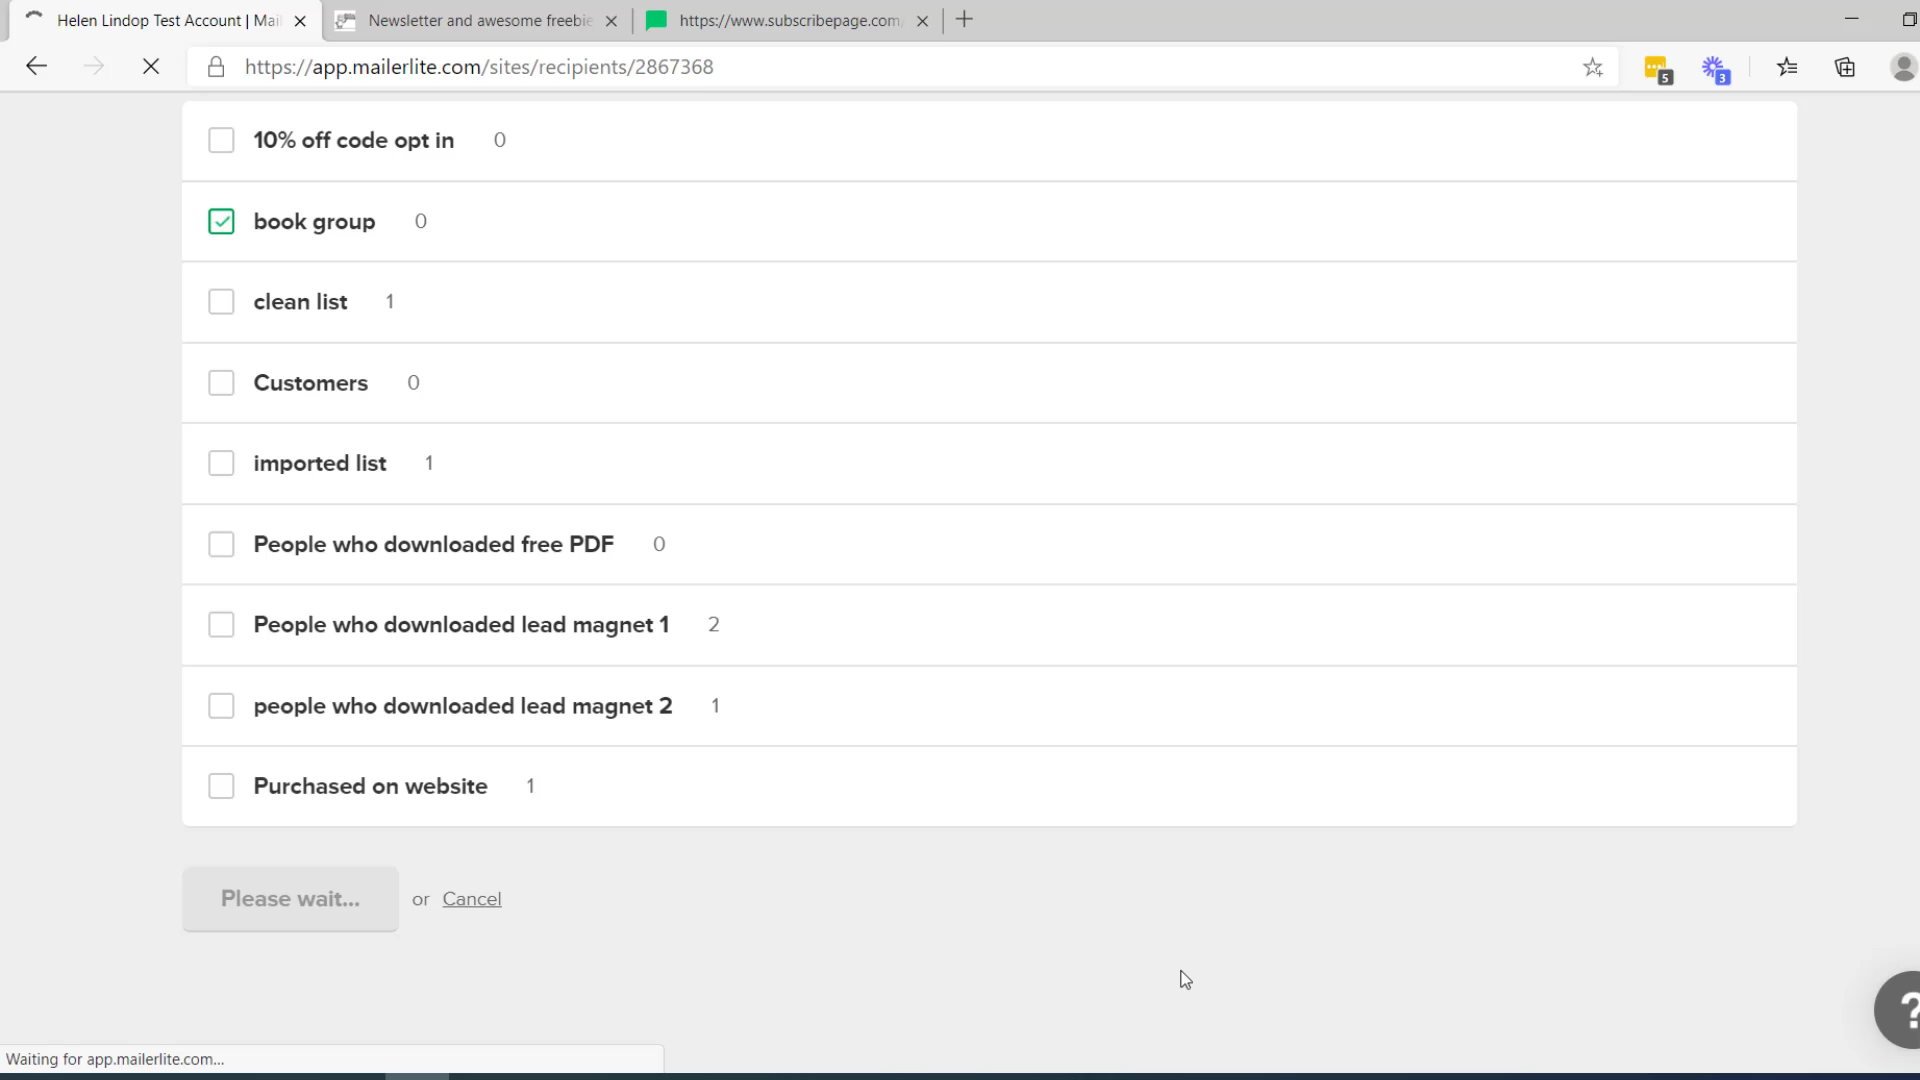 Helen Lindop Test Account | Mail
Newsletter and awesome freebie
https://www.subscribepage.com/
https://app.mailerlite.com/sites/recipients/2867368
5
3
10% off code opt in 0
book group 0
clean list 1
Customers 0
imported list 1
People who downloaded free PDF 0
People who downloaded lead magnet 1 2
people who downloaded lead magnet 2 1
Purchased on website 1
Please wait... or Cancel
?
Waiting for app.mailerlite.com...